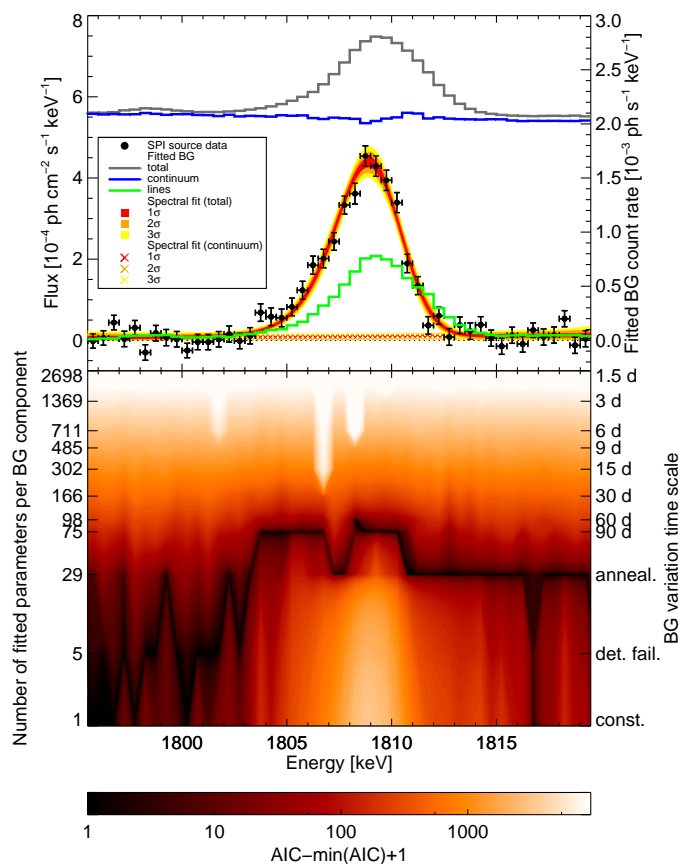 8
6
4
2
0
Flux [10⁻⁴ ph cm⁻² s⁻¹ keV⁻¹]
3.0
2.5
2.0
1.5
1.0
0.5
0.0
Fitted BG count rate [10⁻³ ph s⁻¹ keV⁻¹]
SPI source data
Fitted BG
total
continuum
lines
Spectral fit (total)
1σ
2σ
3σ
Spectral fit (continuum)
1σ
2σ
3σ
2698
1369
711
485
302
166
98
75
29
5
1
Number of fitted parameters per BG component
1.5 d
3 d
6 d
9 d
15 d
30 d
60 d
90 d
anneal.
det. fail.
const.
BG variation time scale
1800 1805 1810 1815
Energy [keV]
1 10 100 1000
AIC−min(AIC)+1